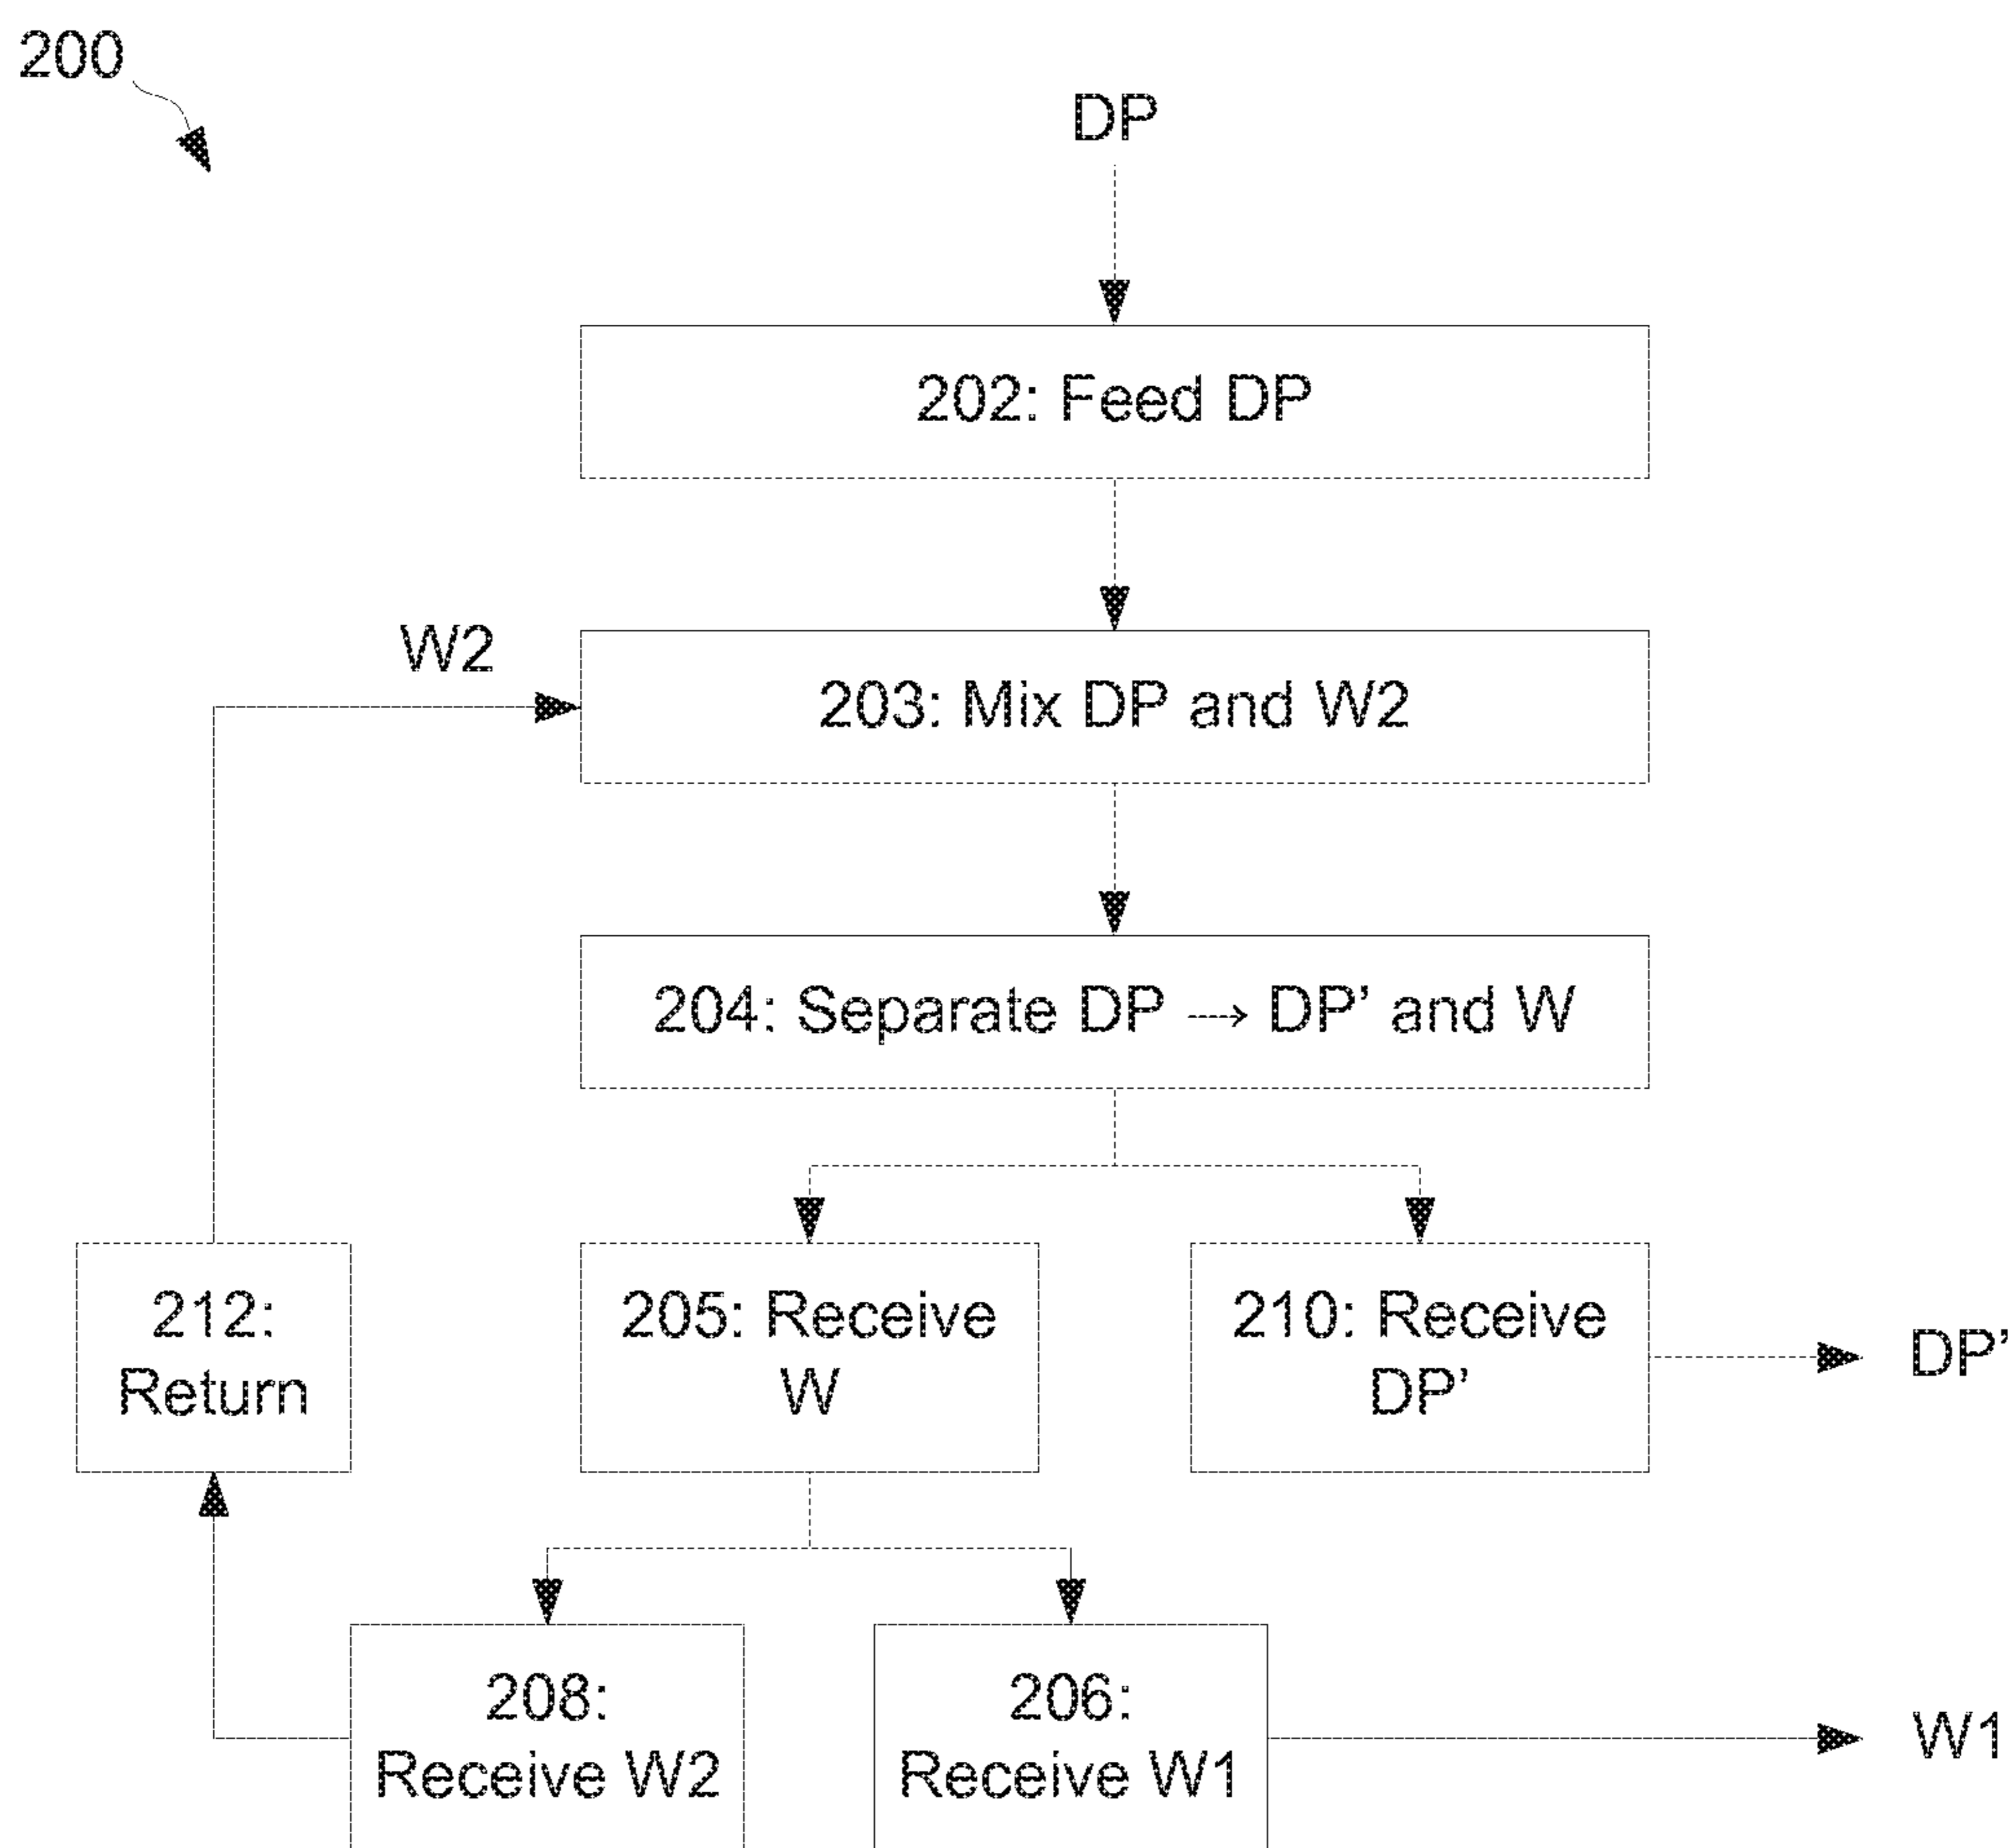 200
DP
202: Feed DP
W2
203: Mix DP and W2
204: Separate DP → DP’ and W
212:
Return
205: Receive
W
210: Receive
DP’
DP’
208:
Receive W2
206:
Receive W1
W1